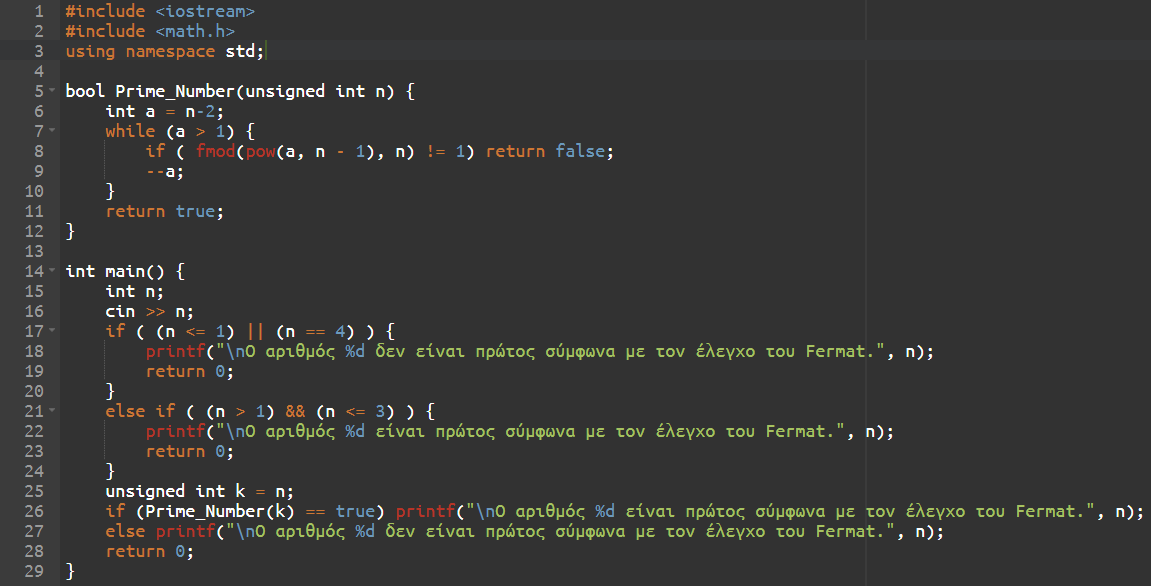 1 #include <iostream>
2 #include <math.h>
3 using namespace std;
4
5 bool Prime_Number(unsigned int n) {
6     int a = n-2;
7     while (a > 1) {
8         if ( fmod(pow(a, n - 1), n) != 1) return false;
9         --a;
10     }
11     return true;
12 }
13
14 int main() {
15     int n;
16     cin >> n;
17     if ( (n <= 1) || (n == 4) ) {
18         printf("\nΟ αριθμός %d δεν είναι πρώτος σύμφωνα με τον έλεγχο του Fermat.", n);
19         return 0;
20     }
21     else if ( (n > 1) && (n <= 3) ) {
22         printf("\nΟ αριθμός %d είναι πρώτος σύμφωνα με τον έλεγχο του Fermat.", n);
23         return 0;
24     }
25     unsigned int k = n;
26     if (Prime_Number(k) == true) printf("\nΟ αριθμός %d είναι πρώτος σύμφωνα με τον έλεγχο του Fermat.", n);
27     else printf("\nΟ αριθμός %d δεν είναι πρώτος σύμφωνα με τον έλεγχο του Fermat.", n);
28     return 0;
29 }